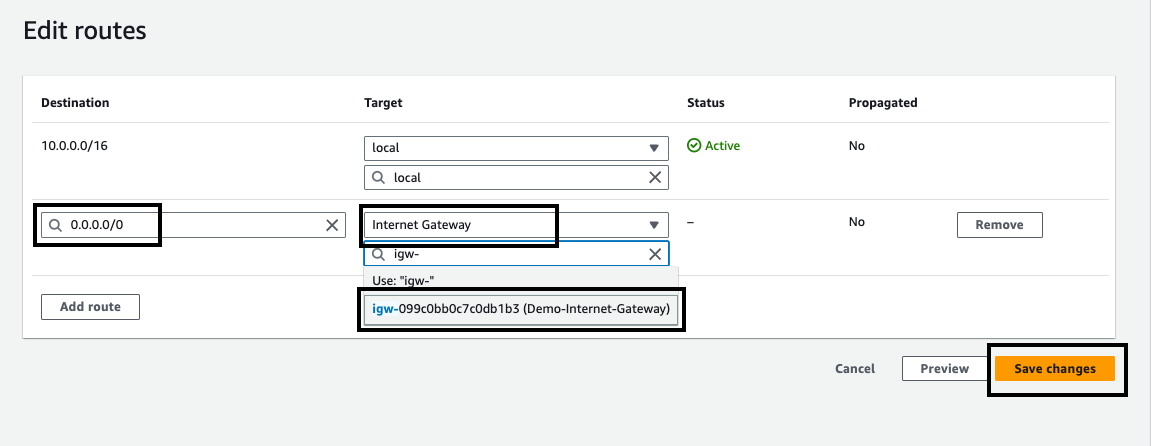 Edit routes
Destination Target Status Propagated
10.0.0.0/16 local Active No
local
0.0.0.0/0 Internet Gateway – No Remove
igw-
Use: "igw-"
Add route igw-099c0bb0c7c0db1b3 (Demo-Internet-Gateway)
Cancel Preview Save changes